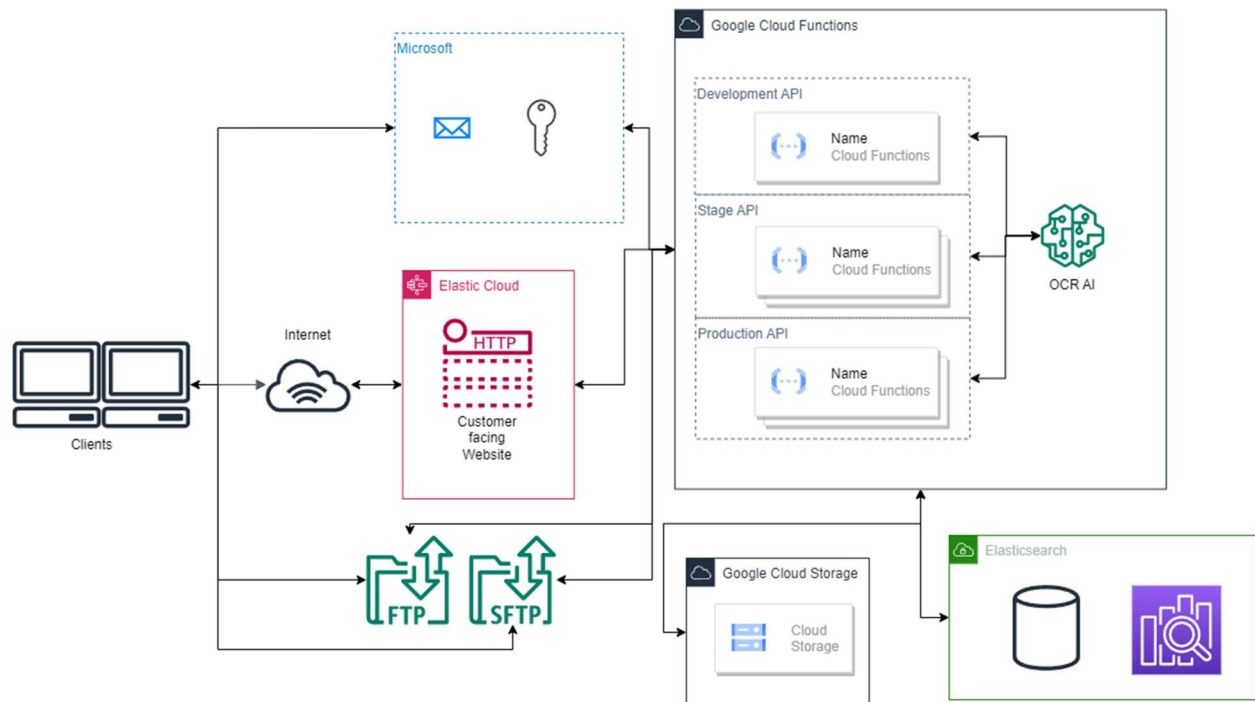 Microsoft
Google Cloud Functions
Development API
Name
Cloud Functions
Stage API
Name
Cloud Functions
OCR AI
Production API
Name
Cloud Functions
Elastic Cloud
HTTP
Customer
facing
Website
Internet
Clients
FTP
SFTP
Google Cloud Storage
Cloud
Storage
Elasticsearch